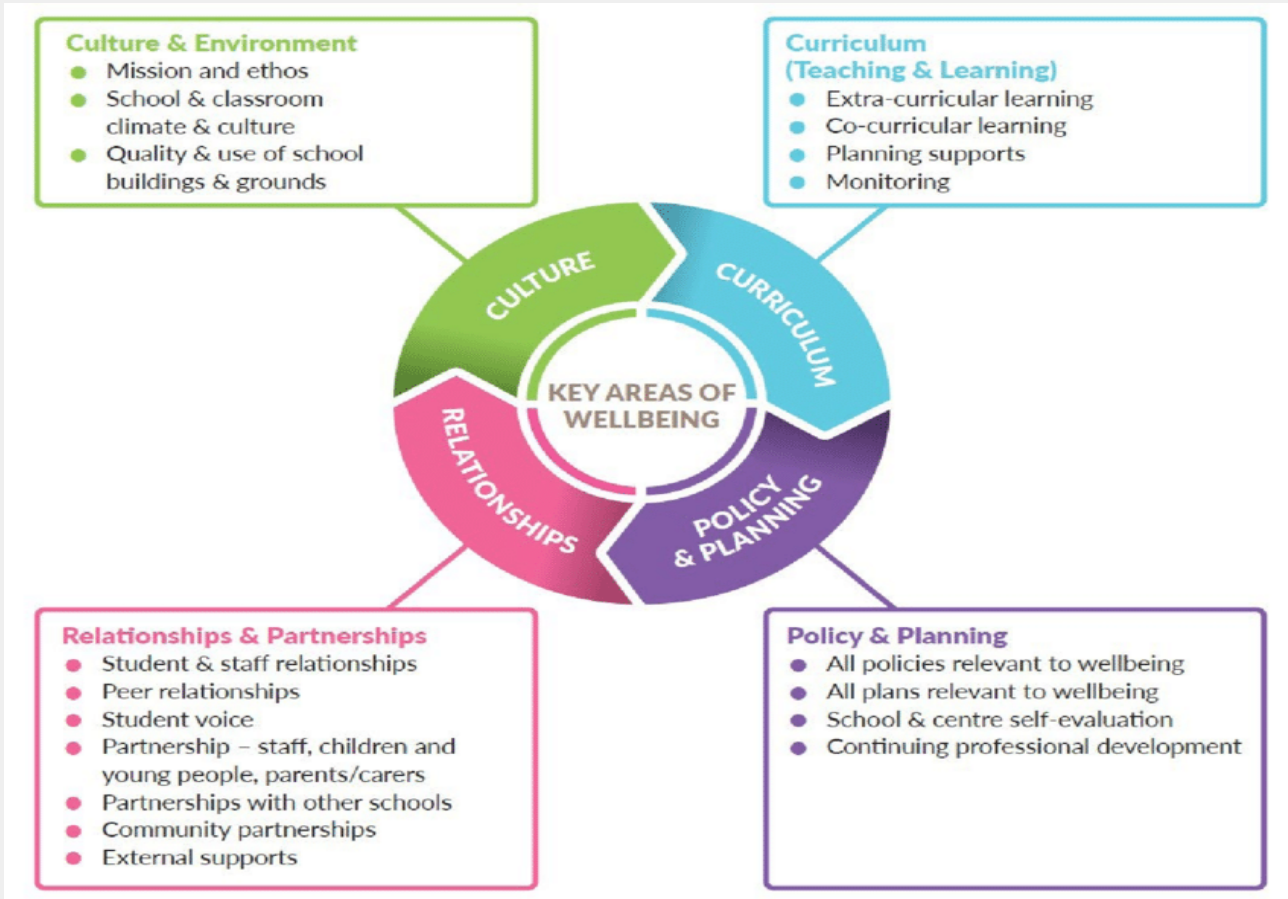 Culture & Environment
Mission and ethos
School & classroom
climate & culture
Quality & use of school
buildings & grounds
Curriculum
(Teaching & Learning)
Extra-curricular learning
Co-curricular learning
Planning supports
Monitoring
CULTURE
CURRICULUM
KEY AREAS OF
WELLBEING
RELATIONSHIPS
POLICY
& PLANNING
Relationships & Partnerships
Student & staff relationships
Peer relationships
Student voice
Partnership – staff, children and
young people, parents/carers
Partnerships with other schools
Community partnerships
External supports
Policy & Planning
All policies relevant to wellbeing
All plans relevant to wellbeing
School & centre self-evaluation
Continuing professional development